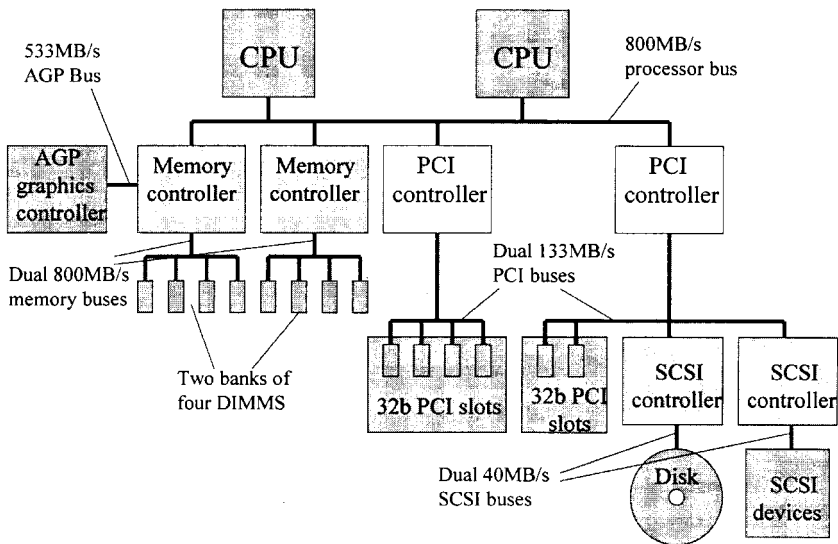 533MB/s
AGP Bus
CPU
CPU
800MB/s
processor bus
AGP
graphics
controller
Memory
controller
Memory
controller
PCI
controller
PCI
controller
Dual 800MB/s
memory buses
Dual 133MB/s
PCI buses
Two banks of
four DIMMS
32b PCI slots
32b PCI
slots
SCSI
controller
SCSI
controller
Dual 40MB/s
SCSI buses
Disk
SCSI
devices